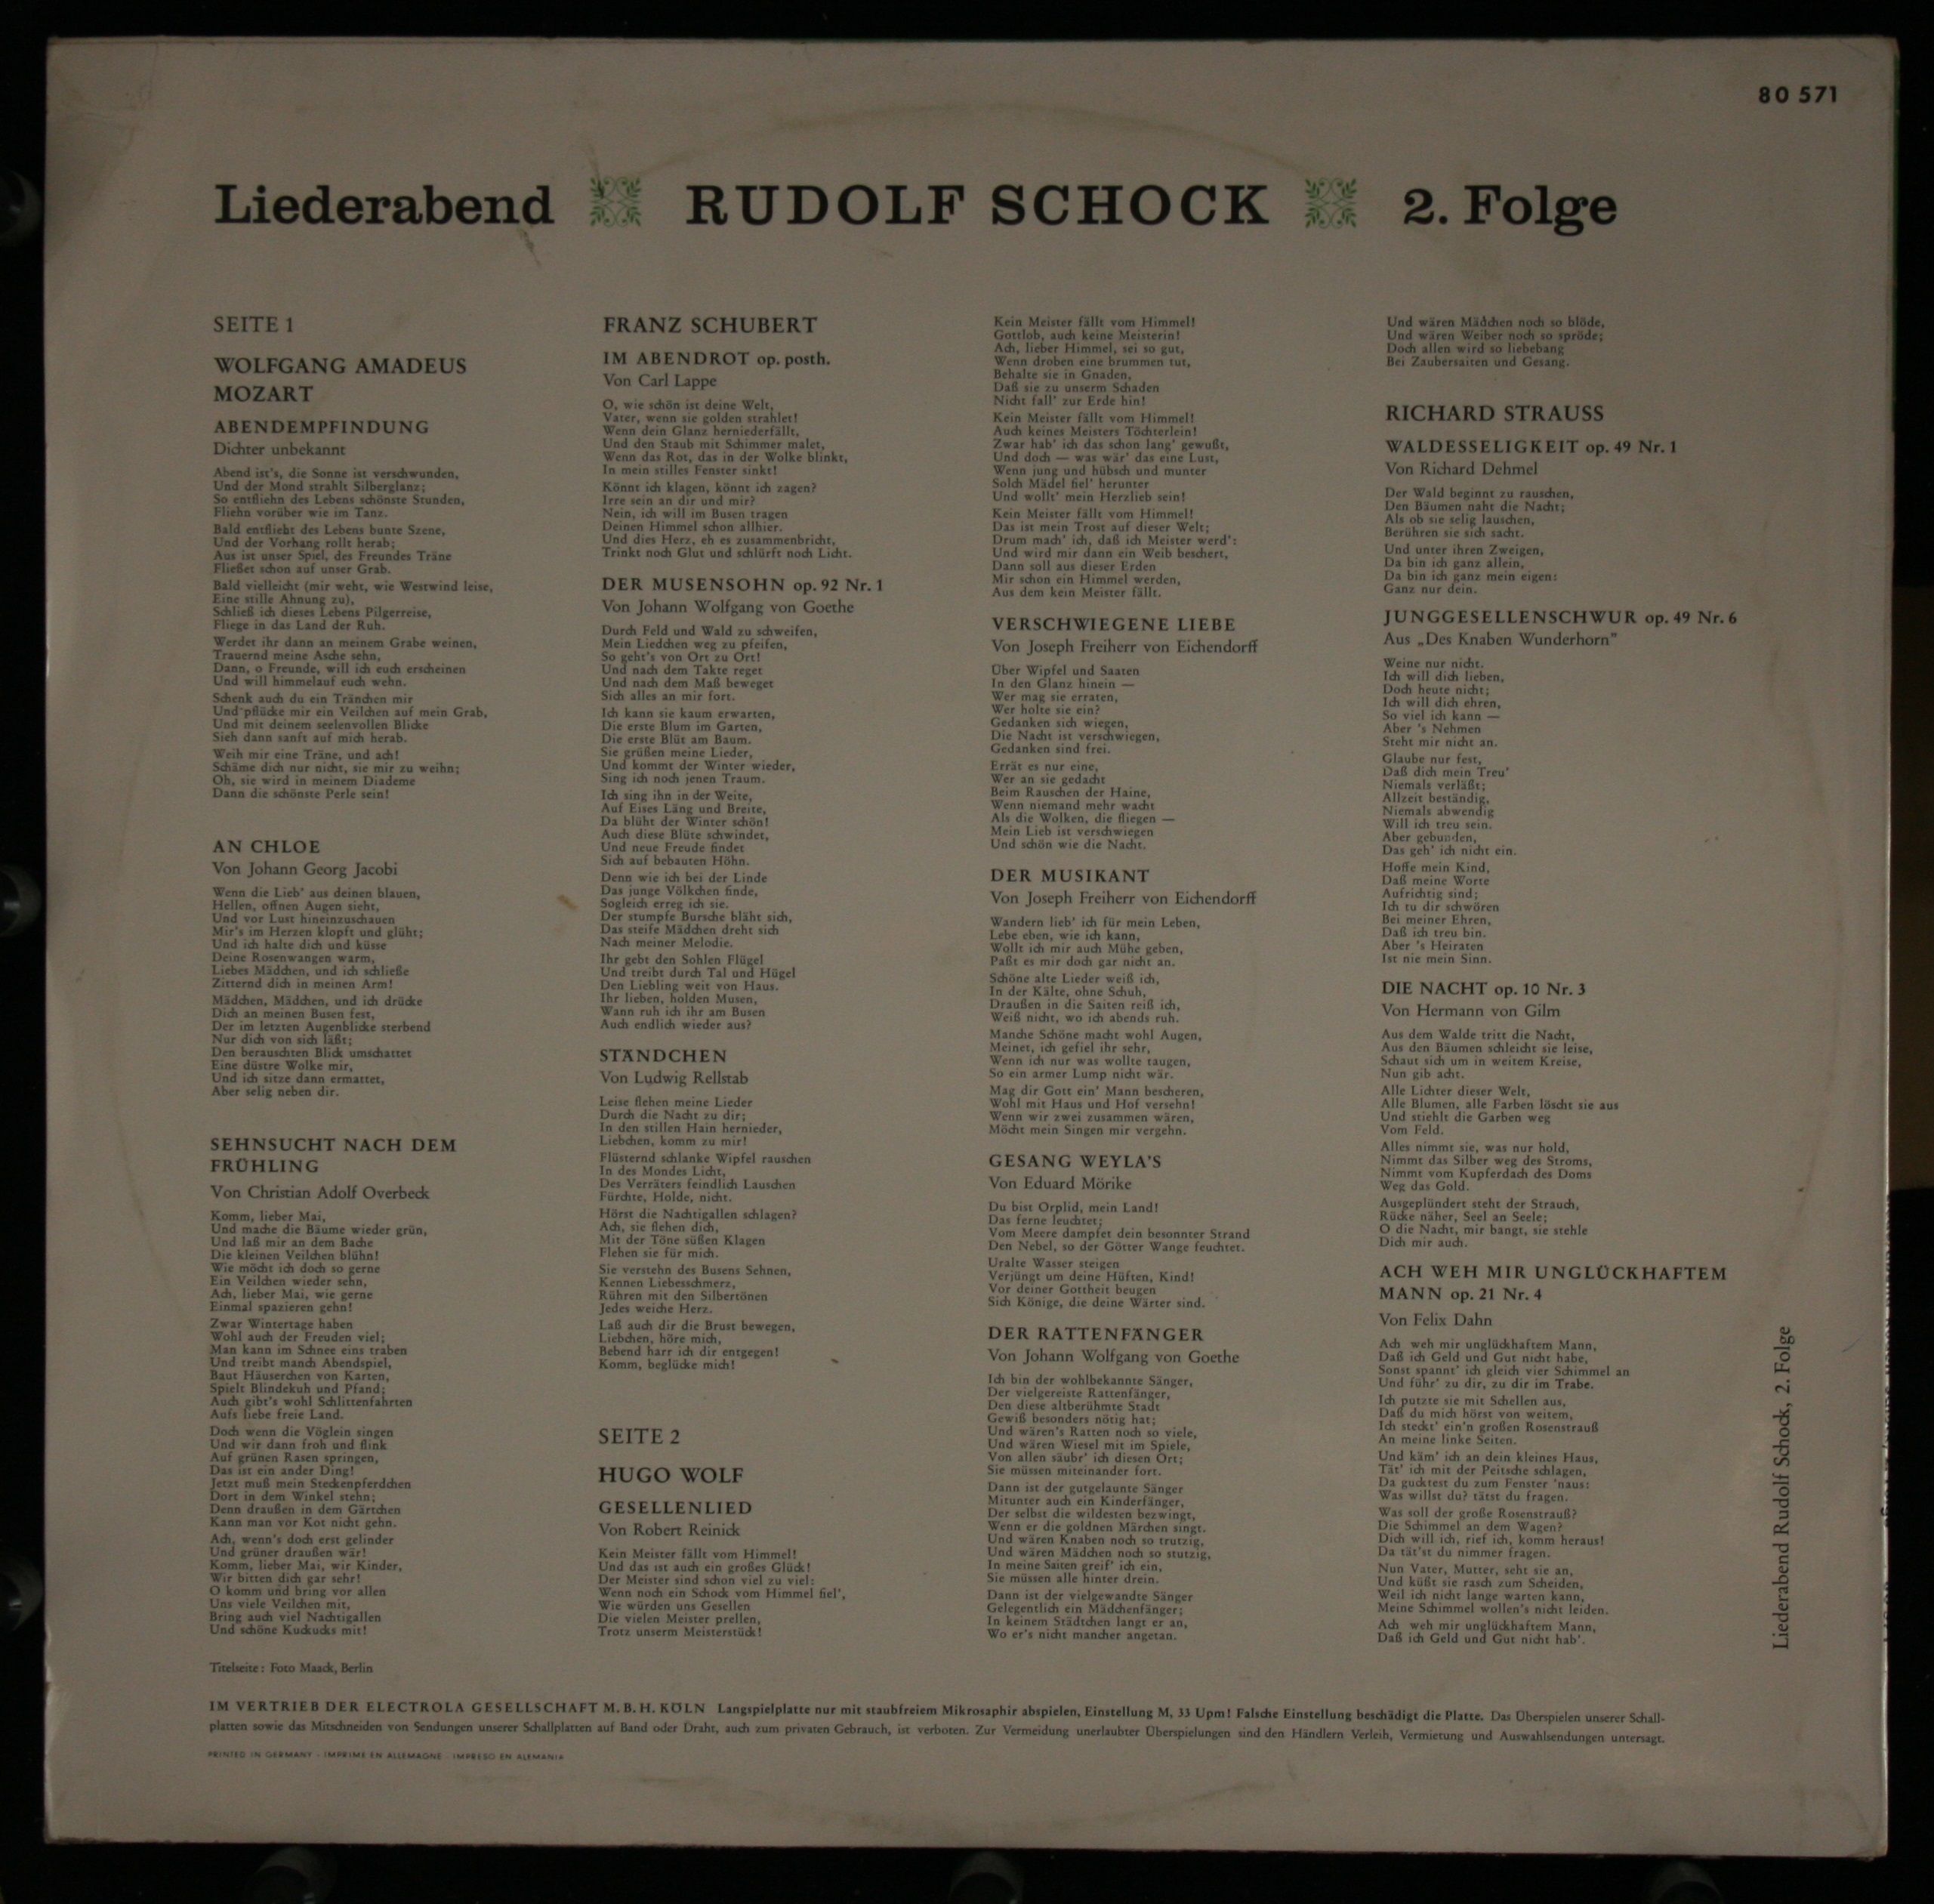 80 571
Liederabend RUDOLF SCHOCK 2. Folge
SEITE 1
WOLFGANG AMADEUS
MOZART
ABENDEMPFINDUNG
Dichter unbekannt
Abend ist's, die Sonne ist verschwunden,
Und der Mond strahlt Silberglanz;
So entfliehn des Lebens schönste Stunden,
Fliehn vorüber wie im Tanz.
Bald entflieht des Lebens bunte Szene,
Und der Vorhang rollt herab;
Aus ist unser Spiel, des Freundes Träne
Fließet schon auf unser Grab.
Bald vielleicht (mir weht, wie Westwind leise,
Eine stille Ahnung zu),
Schließ ich dieses Lebens Pilgerreise,
Fliege in das Land der Ruh.
Werdet ihr dann an meinem Grabe weinen,
Trauernd meine Asche sehn,
Dann, o Freunde, will ich euch erscheinen
Und will himmelauf euch wehn.
Schenk auch du ein Tränchen mir
Und pflücke mir ein Veilchen auf mein Grab,
Und mit deinem seelenvollen Blicke
Sieh dann sanft auf mich herab.
Weih mir eine Träne, und ach!
Schäme dich nur nicht, sie mir zu weihn;
Oh, sie wird in meinem Diademe
Dann die schönste Perle sein!
AN CHLOE
Von Johann Georg Jacobi
Wenn die Lieb' aus deinen blauen,
Hellen, offnen Augen sieht,
Und vor Lust hineinzuschauen
Mir's im Herzen klopft und glüht;
Und ich halte dich und küsse
Deine Rosenwangen warm,
Liebes Mädchen, und ich schließe
Zitternd dich in meinen Arm!
Mädchen, Mädchen, und ich drücke
Dich an meinen Busen fest,
Der im letzten Augenblicke sterbend
Nur dich von sich läßt;
Den berauschten Blick umschattet
Eine düstre Wolke mir,
Und ich sitze dann ermattet,
Aber selig neben dir.
SEHNSUCHT NACH DEM
FRÜHLING
Von Christian Adolf Overbeck
Komm, lieber Mai,
Und mache die Bäume wieder grün,
Und laß mir an dem Bache
Die kleinen Veilchen blühn!
Wie möcht ich doch so gerne
Ein Veilchen wieder sehn,
Ach, lieber Mai, wie gerne
Einmal spazieren gehn!
Zwar Wintertage haben
Wohl auch der Freuden viel;
Man kann im Schnee eins traben
Und treibt manch Abendspiel,
Baut Häuserchen von Karten,
Spielt Blindekuh und Pfand;
Auch gibt's wohl Schlittenfahrten
Aufs liebe freie Land.
Doch wenn die Vöglein singen
Und wir dann froh und flink
Auf grünen Rasen springen,
Das ist ein ander Ding!
Jetzt muß mein Steckenpferdchen
Dort in dem Winkel stehn;
Denn draußen in dem Gärtchen
Kann man vor Kot nicht gehn.
Ach, wenn's doch erst gelinder
Und grüner draußen wär!
Komm, lieber Mai, wir Kinder,
Wir bitten dich gar sehr!
O komm und bring vor allen
Uns viele Veilchen mit,
Bring auch viel Nachtigallen
Und schöne Kuckucks mit!
FRANZ SCHUBERT
IM ABENDROT op. posth.
Von Carl Lappe
O, wie schön ist deine Welt,
Vater, wenn sie golden strahlet!
Wenn dein Glanz herniederfällt,
Und den Staub mit Schimmer malet,
Wenn das Rot, das in der Wolke blinkt,
In mein stilles Fenster sinkt!
Könnt ich klagen, könnt ich zagen?
Irre sein an dir und mir?
Nein, ich will im Busen tragen
Deinen Himmel schon allhier.
Und dies Herz, eh es zusammenbricht,
Trinkt noch Glut und schlürft noch Licht.
DER MUSENSOHN op. 92 Nr. 1
Von Johann Wolfgang von Goethe
Durch Feld und Wald zu schweifen,
Mein Liedchen weg zu pfeifen,
So geht's von Ort zu Ort!
Und nach dem Takte reget
Und nach dem Maß beweget
Sich alles an mir fort.
Ich kann sie kaum erwarten,
Die erste Blum im Garten,
Die erste Blüt am Baum.
Sie grüßen meine Lieder,
Und kommt der Winter wieder,
Sing ich noch jenen Traum.
Ich sing ihn in der Weite,
Auf Eises Läng und Breite,
Da blüht der Winter schön!
Auch diese Blüte schwindet,
Und neue Freude findet
Sich auf bebauten Höhn.
Denn wie ich bei der Linde
Das junge Völkchen finde,
Sogleich erreg ich sie.
Der stumpfe Bursche bläht sich,
Das steife Mädchen dreht sich
Nach meiner Melodie.
Ihr gebt den Sohlen Flügel
Und treibt durch Tal und Hügel
Den Liebling weit von Haus.
Ihr lieben, holden Musen,
Wann ruh ich ihr am Busen
Auch endlich wieder aus?
STÄNDCHEN
Von Ludwig Rellstab
Leise flehen meine Lieder
Durch die Nacht zu dir;
In den stillen Hain hernieder,
Liebchen, komm zu mir!
Flüsternd schlanke Wipfel rauschen
In des Mondes Licht,
Des Verräters feindlich Lauschen
Fürchte, Holde, nicht.
Hörst die Nachtigallen schlagen?
Ach, sie flehen dich,
Mit der Töne süßen Klagen
Flehen sie für mich.
Sie verstehn des Busens Sehnen,
Kennen Liebesschmerz,
Rühren mit den Silbertönen
Jedes weiche Herz.
Laß auch dir die Brust bewegen,
Liebchen, höre mich,
Bebend harr ich dir entgegen!
Komm, beglücke mich!
SEITE 2
HUGO WOLF
GESELLENLIED
Von Robert Reinick
Kein Meister fällt vom Himmel!
Und das ist auch ein großes Glück!
Der Meister sind schon viel zu viel;
Wenn noch ein Schock vom Himmel fiel',
Wie würden uns Gesellen
Die vielen Meister prellen,
Trotz unserm Meisterstück!
Kein Meister fällt vom Himmel!
Gottlob, auch keine Meisterin!
Ach, lieber Himmel, sei so gut,
Wenn droben eine brummen tut,
Behalte sie in Gnaden,
Daß sie zu unserm Schaden
Nicht fall' zur Erde hin!
Kein Meister fällt vom Himmel!
Auch keines Meisters Töchterlein!
Zwar hab' ich das schon lang' gewußt,
Und doch — was wär' das eine Lust,
Wenn jung und hübsch und munter
Solch Mädel fiel' herunter
Und wollt' mein Herzlieb sein!
Kein Meister fällt vom Himmel!
Das ist mein Trost auf dieser Welt;
Drum mach' ich, daß ich Meister werd':
Und wird mir dann ein Weib beschert,
Dann soll aus dieser Erden
Mir schon ein Himmel werden,
Aus dem kein Meister fällt.
VERSCHWIEGENE LIEBE
Von Joseph Freiherr von Eichendorff
Über Wipfel und Saaten
In den Glanz hinein —
Wer mag sie erraten,
Wer holte sie ein?
Gedanken sich wiegen,
Die Nacht ist verschwiegen,
Gedanken sind frei.
Errät es nur eine,
Wer an sie gedacht
Beim Rauschen der Haine,
Wenn niemand mehr wacht
Als die Wolken, die fliegen —
Mein Lieb ist verschwiegen
Und schön wie die Nacht.
DER MUSIKANT
Von Joseph Freiherr von Eichendorff
Wandern lieb' ich für mein Leben,
Lebe eben, wie ich kann,
Wollt ich mir auch Mühe geben,
Paßt es mir doch gar nicht an.
Schöne alte Lieder weiß ich,
In der Kälte, ohne Schuh,
Draußen in die Saiten reiß ich,
Weiß nicht, wo ich abends ruh.
Manche Schöne macht wohl Augen,
Meinet, ich gefiel ihr sehr,
Wenn ich nur was wollte taugen,
So ein armer Lump nicht wär.
Mag dir Gott ein' Mann bescheren,
Wohl mit Haus und Hof versehn!
Wenn wir zwei zusammen wären,
Möcht mein Singen mir vergehn.
GESANG WEYLA'S
Von Eduard Mörike
Du bist Orplid, mein Land!
Das ferne leuchtet;
Vom Meere dampfet dein besonnter Strand
Den Nebel, so der Götter Wange feuchtet.
Uralte Wasser steigen
Verjüngt um deine Hüften, Kind!
Vor deiner Gottheit beugen
Sich Könige, die deine Wärter sind.
DER RATTENFÄNGER
Von Johann Wolfgang von Goethe
Ich bin der wohlbekannte Sänger,
Der vielgereiste Rattenfänger,
Den diese altberühmte Stadt
Gewiß besonders nötig hat;
Und wären's Ratten noch so viele,
Und wären Wiesel mit im Spiele,
Von allen säubr' ich diesen Ort;
Sie müssen miteinander fort.
Dann ist der gutgelaunte Sänger
Mitunter auch ein Kinderfänger,
Der selbst die wildesten bezwingt,
Wenn er die goldnen Märchen singt.
Und wären Knaben noch so trutzig,
Und wären Mädchen noch so stutzig,
In meine Saiten greif' ich ein,
Sie müssen alle hinter drein.
Dann ist der vielgewandte Sänger
Gelegentlich ein Mädchenfänger;
In keinem Städtchen langt er an,
Wo er's nicht mancher angetan.
Und wären Mädchen noch so blöde,
Und wären Weiber noch so spröde;
Doch allen wird so liebebang
Bei Zaubersaiten und Gesang.
RICHARD STRAUSS
WALDESSELIGKEIT op. 49 Nr. 1
Von Richard Dehmel
Der Wald beginnt zu rauschen,
Den Bäumen naht die Nacht;
Als ob sie selig lauschen,
Berühren sie sich sacht.
Und unter ihren Zweigen,
Da bin ich ganz allein,
Da bin ich ganz mein eigen:
Ganz nur dein.
JUNGGESELLENSCHWUR op. 49 Nr. 6
Aus „Des Knaben Wunderhorn"
Weine nur nicht.
Ich will dich lieben,
Doch heute nicht;
Ich will dich ehren,
So viel ich kann —
Aber 's Nehmen
Steht mir nicht an.
Glaube nur fest,
Daß dich mein Treu'
Niemals verläßt;
Allzeit beständig,
Niemals abwendig
Will ich treu sein.
Aber gebunden,
Das geh' ich nicht ein.
Hoffe mein Kind,
Daß meine Worte
Aufrichtig sind;
Ich tu dir schwören
Bei meiner Ehren,
Daß ich treu bin.
Aber 's Heiraten
Ist nie mein Sinn.
DIE NACHT op. 10 Nr. 3
Von Hermann von Gilm
Aus dem Walde tritt die Nacht,
Aus den Bäumen schleicht sie leise,
Schaut sich um in weitem Kreise,
Nun gib acht.
Alle Lichter dieser Welt,
Alle Blumen, alle Farben löscht sie aus
Und stiehlt die Garben weg
Vom Feld.
Alles nimmt sie, was nur hold,
Nimmt das Silber weg des Stroms,
Nimmt vom Kupferdach des Doms
Weg das Gold.
Ausgeplündert steht der Strauch,
Rücke näher, Seel an Seele;
O die Nacht, mir bangt, sie stehle
Dich mir auch.
ACH WEH MIR UNGLÜCKHAFTEM
MANN op. 21 Nr. 4
Von Felix Dahn
Ach weh mir unglückhaftem Mann,
Daß ich Geld und Gut nicht habe,
Sonst spannt' ich gleich vier Schimmel an
Und führ' zu dir, zu dir im Trabe.
Ich putzte sie mit Schellen aus,
Daß du mich hörst von weitem,
Ich steckt' ein'n großen Rosenstrauß
An meine linke Seiten.
Und käm' ich an dein kleines Haus,
Tät' ich mit der Peitsche schlagen,
Da gucktest du zum Fenster 'naus:
Was willst du? tätst du fragen.
Was soll der große Rosenstrauß?
Die Schimmel an dem Wagen?
Dich will ich, rief ich, komm heraus!
Da tät'st du nimmer fragen.
Nun Vater, Mutter, seht sie an,
Und küßt sie rasch zum Scheiden,
Weil ich nicht lange warten kann,
Meine Schimmel wollen's nicht leiden.
Ach weh mir unglückhaftem Mann,
Daß ich Geld und Gut nicht hab'.
Liederabend Rudolf Schock, 2. Folge
Titelseite: Foto Maack, Berlin
IM VERTRIEB DER ELECTROLA GESELLSCHAFT M. B. H. KÖLN Langspielplatte nur mit staubfreiem Mikrosaphir abspielen, Einstellung M, 33 Upm! Falsche Einstellung beschädigt die Platte. Das Überspielen unserer Schall-
platten sowie das Mitschneiden von Sendungen unserer Schallplatten auf Band oder Draht, auch zum privaten Gebrauch, ist verboten. Zur Vermeidung unerlaubter Überspielungen sind den Händlern Verleih, Vermietung und Auswahlsendungen untersagt.
PRINTED IN GERMANY - IMPRIMÉ EN ALLEMAGNE - IMPRESO EN ALEMANIA